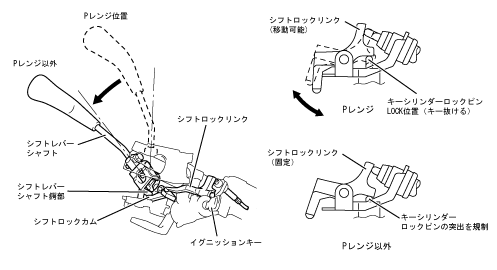 Pレンジ位置
Pレンジ以外
シフトレバー
シャフト
シフトレバー
シャフト鍔部
シフトロックカム
シフトロックリンク
イグニッションキー
シフトロックリンク
(移動可能)
キーシリンダーロックピン
LOCK位置(キー抜ける)
Pレンジ
シフトロックリンク
(固定)
キーシリンダー
ロックピンの突出を規制
Pレンジ以外